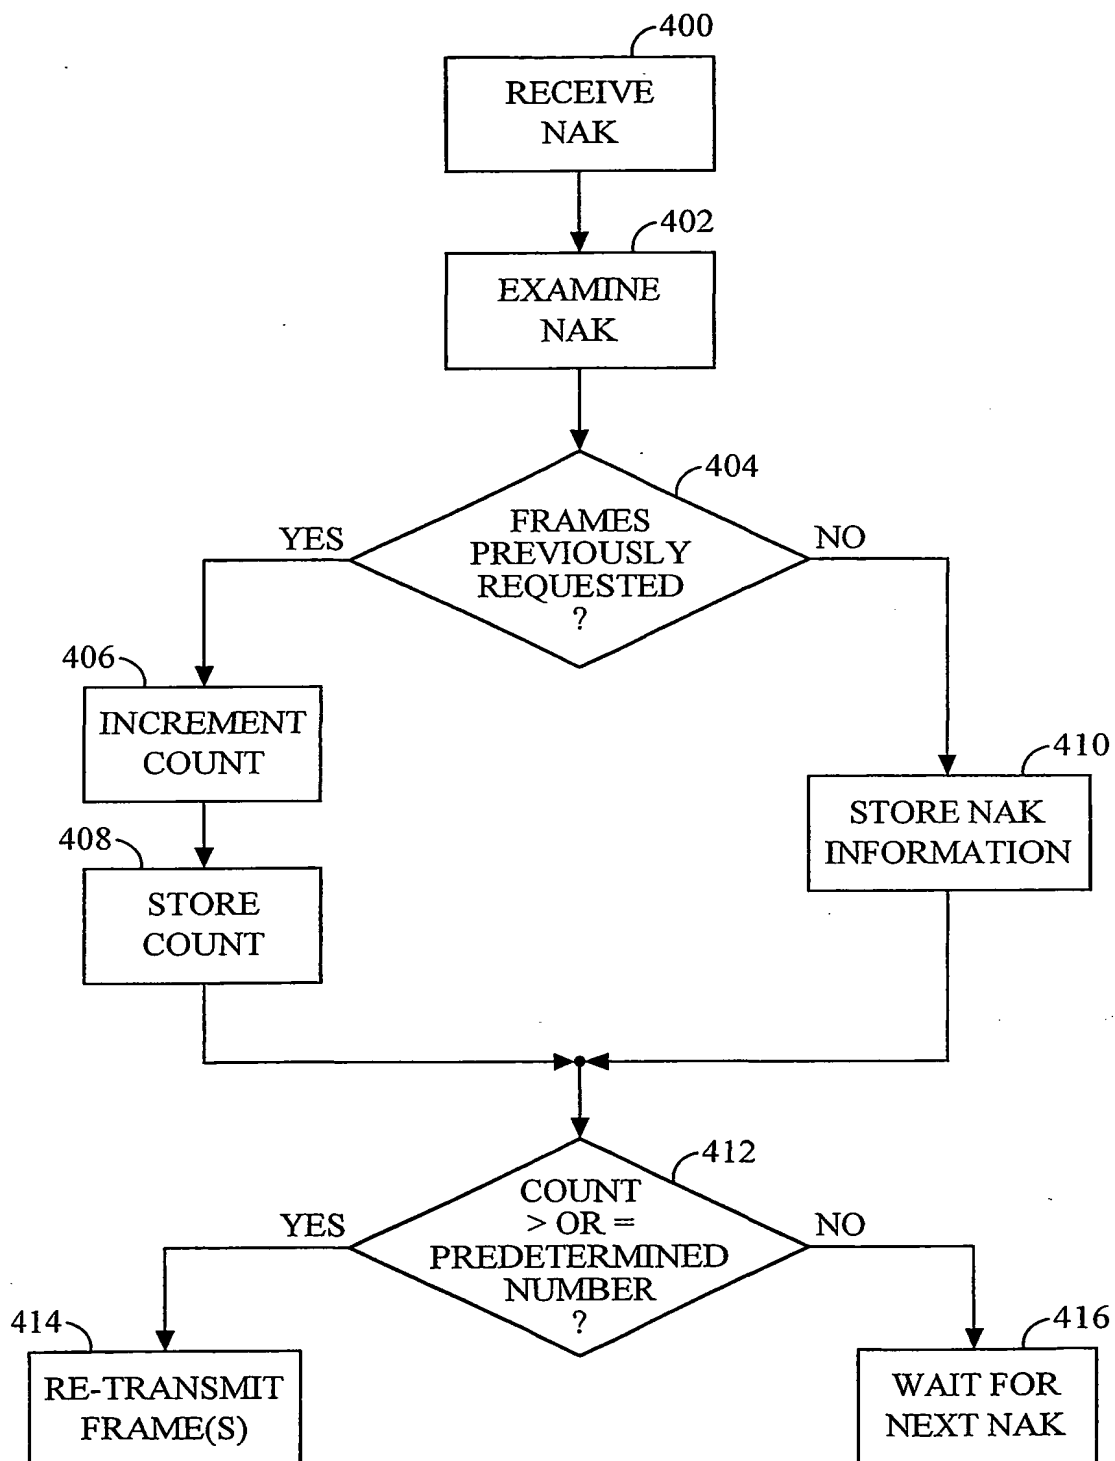 400
RECEIVE
NAK
402
EXAMINE
NAK
404
FRAMES
PREVIOUSLY
REQUESTED
?
YES
NO
406
INCREMENT
COUNT
410
STORE NAK
INFORMATION
408
STORE
COUNT
412
COUNT
> OR =
PREDETERMINED
NUMBER
?
YES
NO
414
RE-TRANSMIT
FRAME(S)
416
WAIT FOR
NEXT NAK